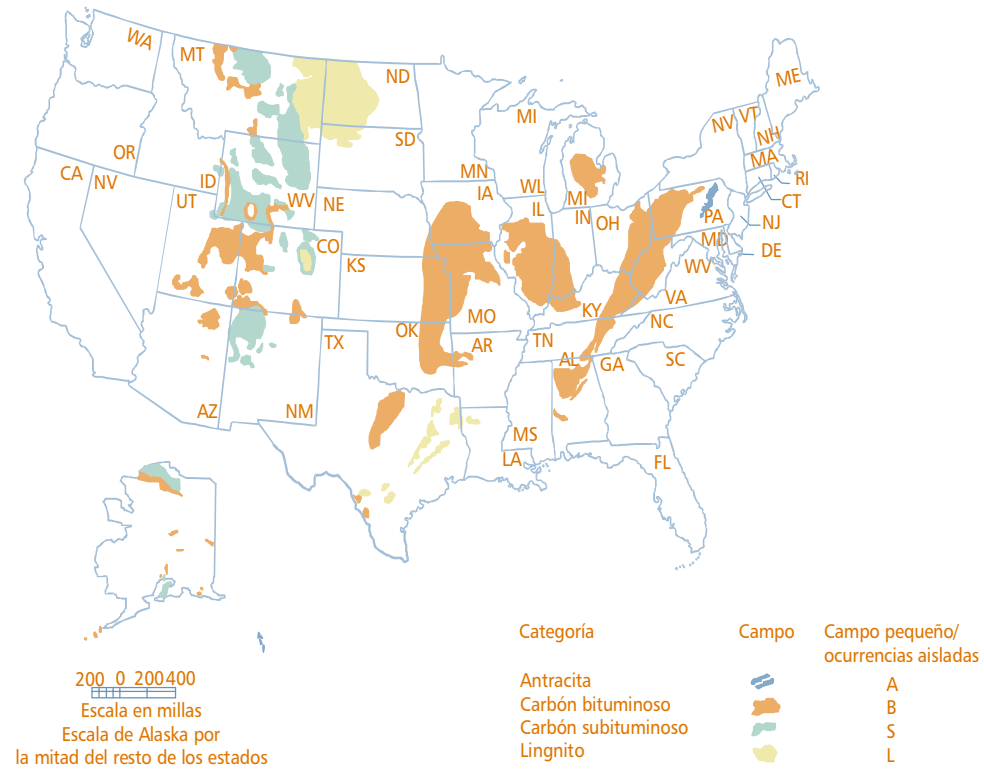 WA
MT
ND
ME
MI
NV
VT
NH
OR
SD
MA
CA
NV
ID
MN
WL
MI
RI
UT
WV
NE
IA
IL
IN
OH
PA
CT
NJ
CO
KS
MD
DE
WV
MO
KY
VA
OK
NC
TX
AR
TN
AL
GA
SC
AZ
NM
MS
LA
FL
Categoría Campo Campo pequeño/
ocurrencias aisladas
Antracita A
Carbón bituminoso B
Carbón subituminoso S
Lingnito L
200 0 200 400
Escala en millas
Escala de Alaska por
la mitad del resto de los estados